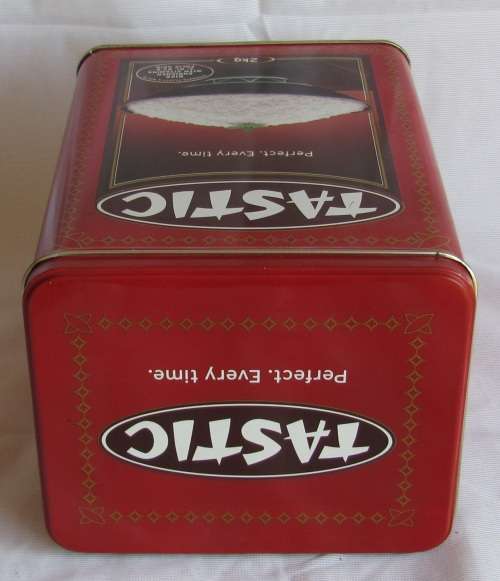 TASTIC
Perfect. Every time.
TASTIC
Perfect. Every time.
2kg